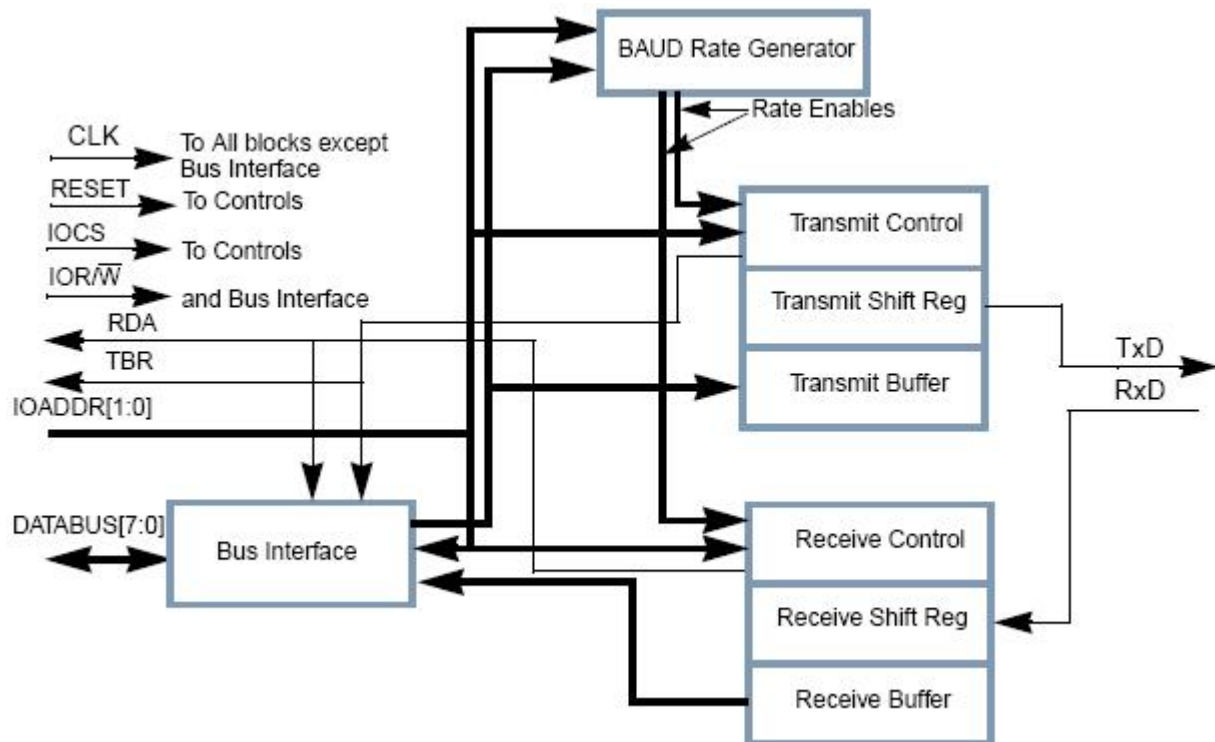 BAUD Rate Generator
Rate Enables
CLK
To All blocks except
Bus Interface
RESET
To Controls
IOCS
To Controls
IOR/W̅
and Bus Interface
RDA
TBR
IOADDR[1:0]
DATABUS[7:0]
Bus Interface
Transmit Control
Transmit Shift Reg
Transmit Buffer
TxD
RxD
Receive Control
Receive Shift Reg
Receive Buffer